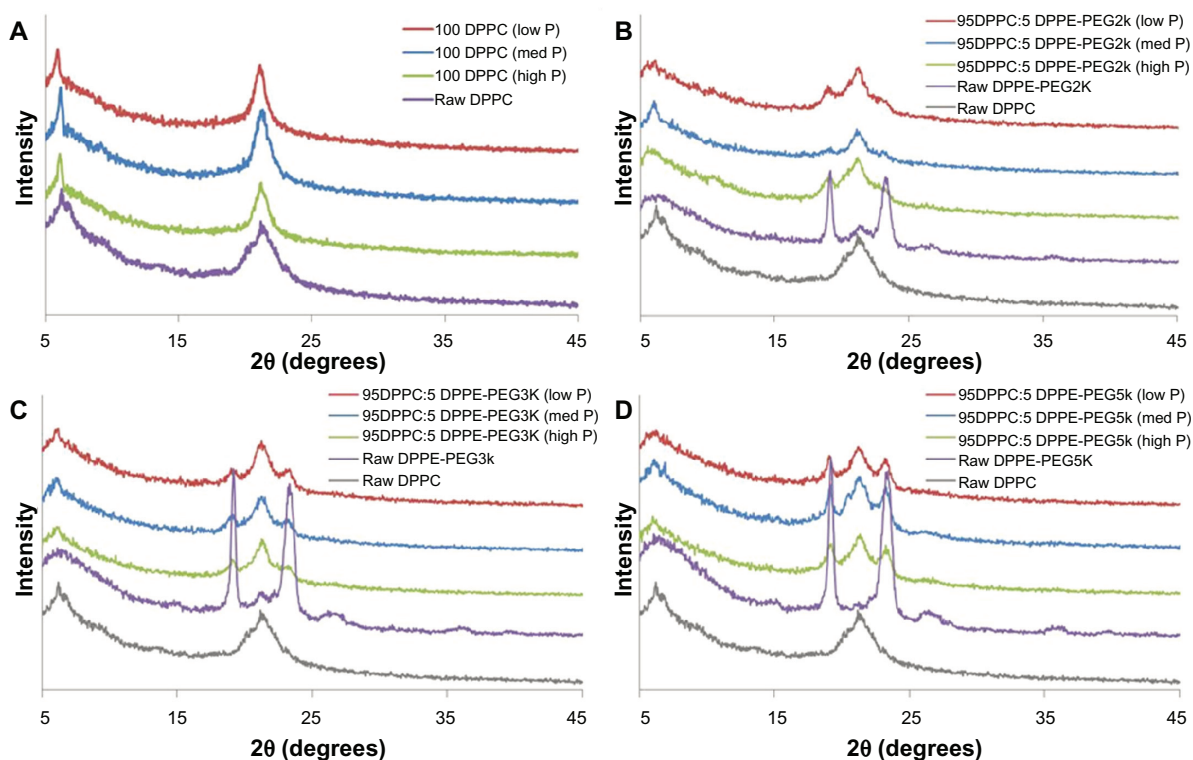 A
Intensity
100 DPPC (low P)
100 DPPC (med P)
100 DPPC (high P)
Raw DPPC
5 15 25 35 45
2θ (degrees)
B
Intensity
95DPPC:5 DPPE-PEG2k (low P)
95DPPC:5 DPPE-PEG2k (med P)
95DPPC:5 DPPE-PEG2k (high P)
Raw DPPE-PEG2K
Raw DPPC
5 15 25 35 45
2θ (degrees)
C
Intensity
95DPPC:5 DPPE-PEG3K (low P)
95DPPC:5 DPPE-PEG3K (med P)
95DPPC:5 DPPE-PEG3K (high P)
Raw DPPE-PEG3k
Raw DPPC
5 15 25 35 45
2θ (degrees)
D
Intensity
95DPPC:5 DPPE-PEG5k (low P)
95DPPC:5 DPPE-PEG5k (med P)
95DPPC:5 DPPE-PEG5k (high P)
Raw DPPE-PEG5K
Raw DPPC
5 15 25 35 45
2θ (degrees)